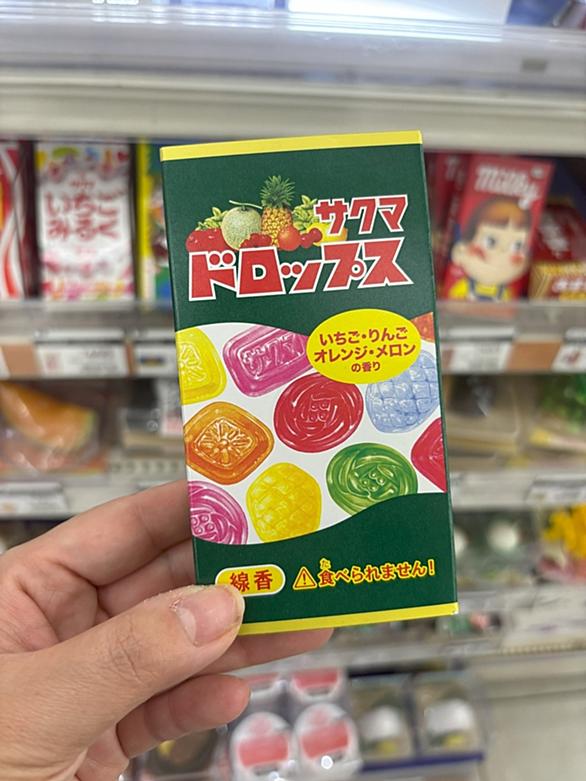 サクマ
ドロップス
いちご・りんご
オレンジ・メロン
の香り
線香
た
食べられません!
いちご
みるく
Milky